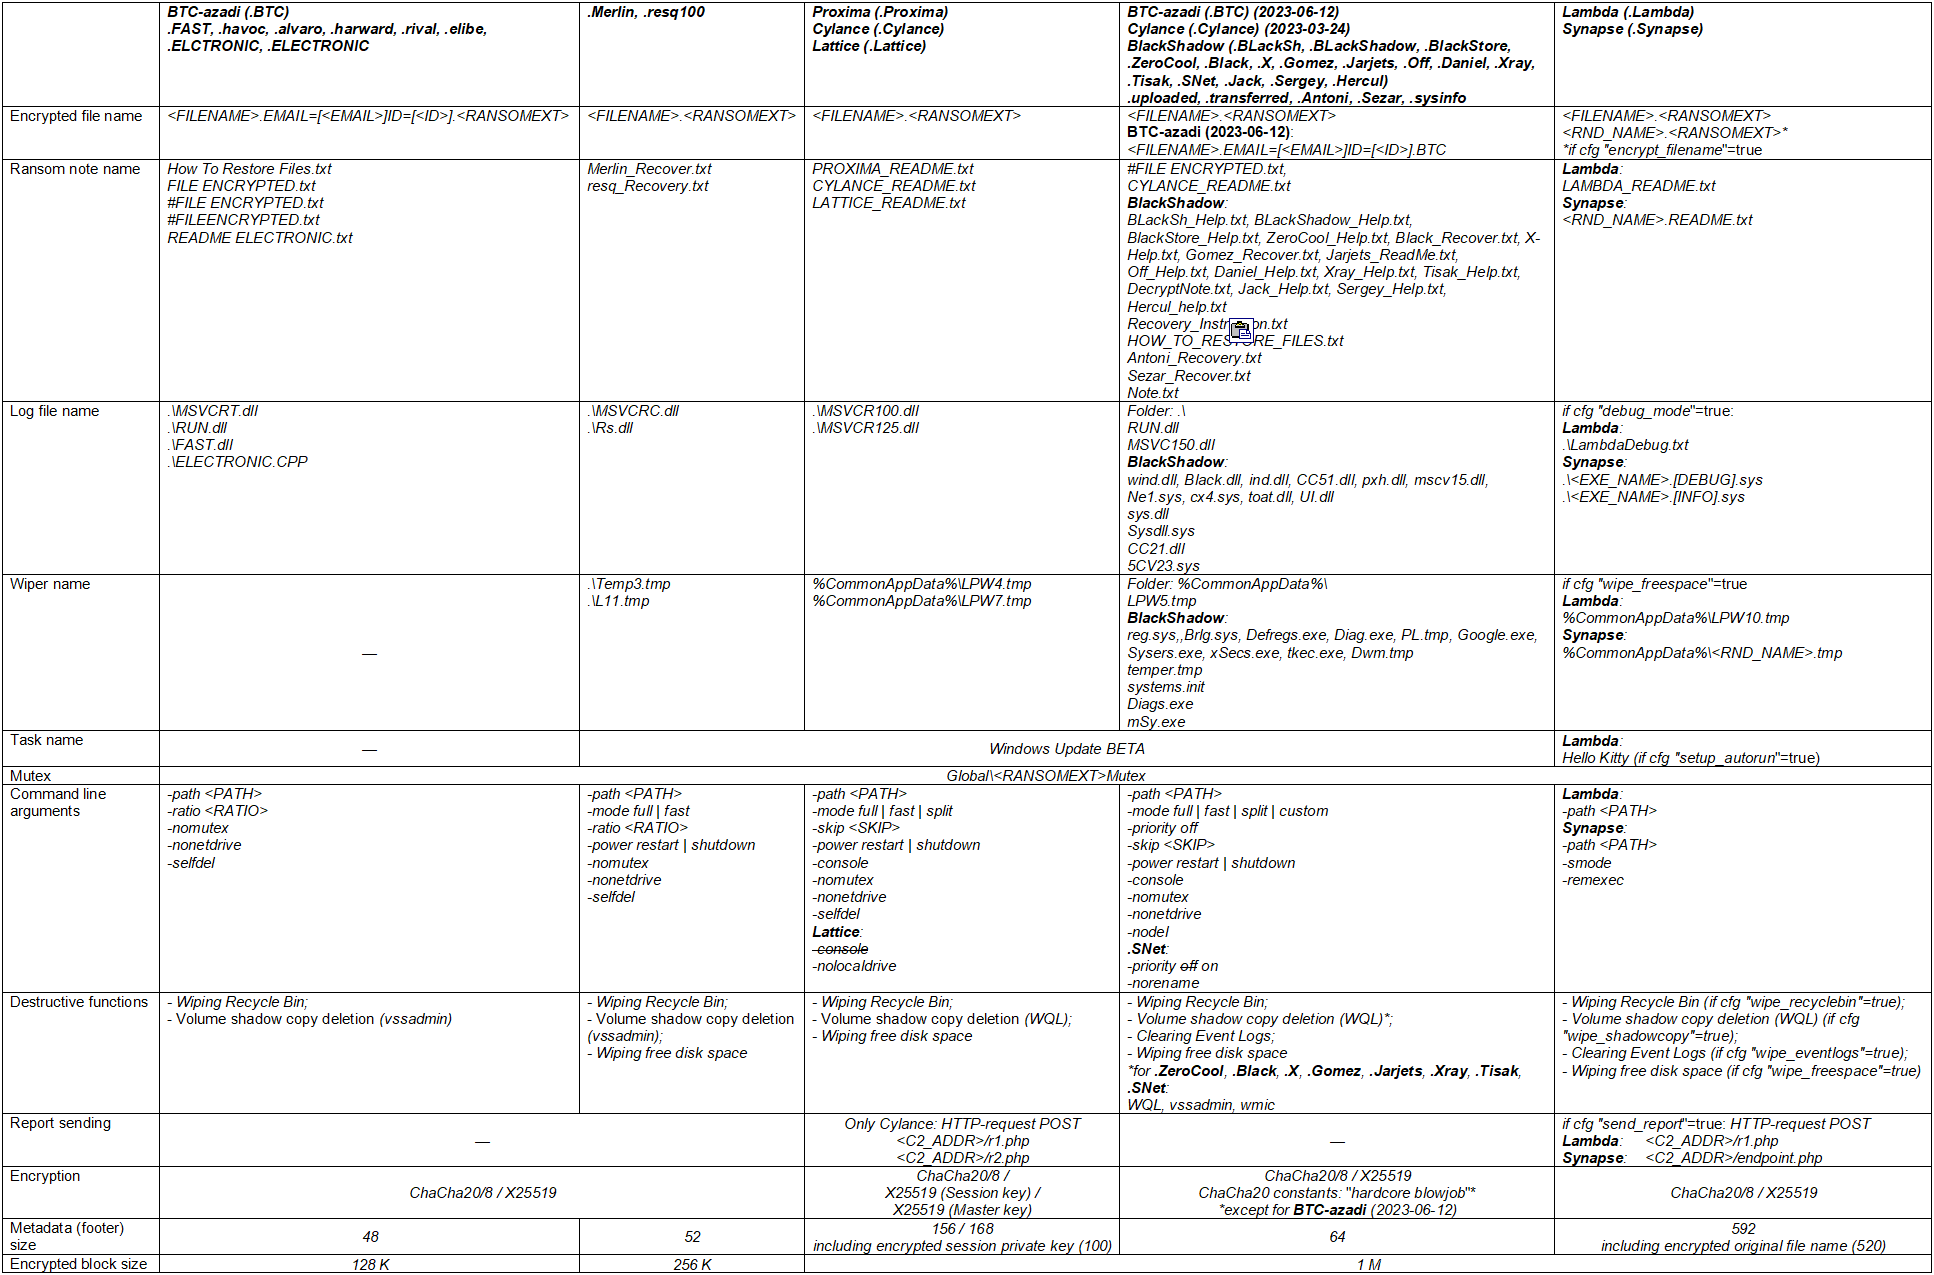 BTC-azadi (.BTC)
.FAST, .havoc, .alvaro, .harward, .rival, .elibe,
.ELCTRONIC, .ELECTRONIC
.Merlin, .resq100
Proxima (.Proxima)
Cylance (.Cylance)
Lattice (.Lattice)
BTC-azadi (.BTC) (2023-06-12)
Cylance (.Cylance) (2023-03-24)
BlackShadow (.BLackSh, .BLackShadow, .BlackStore,
.ZeroCool, .Black, .X, .Gomez, .Jarjets, .Off, .Daniel, .Xray,
.Tisak, .SNet, .Jack, .Sergey, .Hercul)
.uploaded, .transferred, .Antoni, .Sezar, .sysinfo
Lambda (.Lambda)
Synapse (.Synapse)
Encrypted file name
<FILENAME>.EMAIL=[<EMAIL>]ID=[<ID>].<RANSOMEXT>
<FILENAME>.<RANSOMEXT>
<FILENAME>.<RANSOMEXT>
<FILENAME>.<RANSOMEXT>
BTC-azadi (2023-06-12):
<FILENAME>.EMAIL=[<EMAIL>]ID=[<ID>].BTC
<FILENAME>.<RANSOMEXT>
<RND_NAME>.<RANSOMEXT>*
*if cfg "encrypt_filename"=true
Ransom note name
How To Restore Files.txt
FILE ENCRYPTED.txt
#FILE ENCRYPTED.txt
#FILEENCRYPTED.txt
README ELECTRONIC.txt
Merlin_Recover.txt
resq_Recovery.txt
PROXIMA_README.txt
CYLANCE_README.txt
LATTICE_README.txt
#FILE ENCRYPTED.txt,
CYLANCE_README.txt
BlackShadow:
BLackSh_Help.txt, BLackShadow_Help.txt,
BlackStore_Help.txt, ZeroCool_Help.txt, Black_Recover.txt, X-
Help.txt, Gomez_Recover.txt, Jarjets_ReadMe.txt,
Off_Help.txt, Daniel_Help.txt, Xray_Help.txt, Tisak_Help.txt,
DecryptNote.txt, Jack_Help.txt, Sergey_Help.txt,
Hercul_help.txt
HOW_TO_RESTORE_FILES.txt
Antoni_Recovery.txt
Sezar_Recover.txt
Note.txt
Lambda:
LAMBDA_README.txt
Synapse:
<RND_NAME>.README.txt
Log file name
.\MSVCRT.dll
.\RUN.dll
.\FAST.dll
.\ELECTRONIC.CPP
.\MSVCRC.dll
.\Rs.dll
.\MSVCR100.dll
.\MSVCR125.dll
Folder: .\
RUN.dll
MSVC150.dll
BlackShadow:
wind.dll, Black.dll, ind.dll, CC51.dll, pxh.dll, mscv15.dll,
Ne1.sys, cx4.sys, toat.dll, UI.dll
sys.dll
Sysdll.sys
CC21.dll
5CV23.sys
if cfg "debug_mode"=true:
Lambda:
.\LambdaDebug.txt
Synapse:
.\<EXE_NAME>.[DEBUG].sys
.\<EXE_NAME>.[INFO].sys
Wiper name
—
.\Temp3.tmp
.\L11.tmp
%CommonAppData%\LPW4.tmp
%CommonAppData%\LPW7.tmp
Folder: %CommonAppData%\
LPW5.tmp
BlackShadow:
reg.sys,,Brlg.sys, Defregs.exe, Diag.exe, PL.tmp, Google.exe,
Sysers.exe, xSecs.exe, tkec.exe, Dwm.tmp
temper.tmp
systems.init
Diags.exe
mSy.exe
if cfg "wipe_freespace"=true
Lambda:
%CommonAppData%\LPW10.tmp
Synapse:
%CommonAppData%\<RND_NAME>.tmp
Task name
—
Windows Update BETA
Lambda:
Hello Kitty (if cfg "setup_autorun"=true)
Mutex
Global\<RANSOMEXT>Mutex
Command line
arguments
-path <PATH>
-ratio <RATIO>
-nomutex
-nonetdrive
-selfdel
-path <PATH>
-mode full | fast
-ratio <RATIO>
-power restart | shutdown
-nomutex
-nonetdrive
-selfdel
-path <PATH>
-mode full | fast | split
-skip <SKIP>
-power restart | shutdown
-console
-nomutex
-nonetdrive
-selfdel
Lattice:
-console
-nolocaldrive
-path <PATH>
-mode full | fast | split | custom
-priority off
-skip <SKIP>
-power restart | shutdown
-console
-nomutex
-nonetdrive
-nodel
.SNet:
-priority off on
-norename
Lambda:
-path <PATH>
Synapse:
-path <PATH>
-smode
-remexec
Destructive functions
- Wiping Recycle Bin;
- Volume shadow copy deletion (vssadmin)
- Wiping Recycle Bin;
- Volume shadow copy deletion
(vssadmin);
- Wiping free disk space
- Wiping Recycle Bin;
- Volume shadow copy deletion (WQL);
- Wiping free disk space
- Wiping Recycle Bin;
- Volume shadow copy deletion (WQL)*;
- Clearing Event Logs;
- Wiping free disk space
*for .ZeroCool, .Black, .X, .Gomez, .Jarjets, .Xray, .Tisak,
.SNet:
WQL, vssadmin, wmic
- Wiping Recycle Bin (if cfg "wipe_recyclebin"=true);
- Volume shadow copy deletion (WQL) (if cfg
"wipe_shadowcopy"=true);
- Clearing Event Logs (if cfg "wipe_eventlogs"=true);
- Wiping free disk space (if cfg "wipe_freespace"=true)
Report sending
—
Only Cylance: HTTP-request POST
<C2_ADDR>/r1.php
<C2_ADDR>/r2.php
—
if cfg "send_report"=true: HTTP-request POST
Lambda: <C2_ADDR>/r1.php
Synapse: <C2_ADDR>/endpoint.php
Encryption
ChaCha20/8 / X25519
ChaCha20/8 /
X25519 (Session key) /
X25519 (Master key)
ChaCha20/8 / X25519
ChaCha20 constants: "hardcore blowjob"*
*except for BTC-azadi (2023-06-12)
ChaCha20/8 / X25519
Metadata (footer)
size
48
52
156 / 168
including encrypted session private key (100)
64
592
including encrypted original file name (520)
Encrypted block size
128 K
256 K
1 M